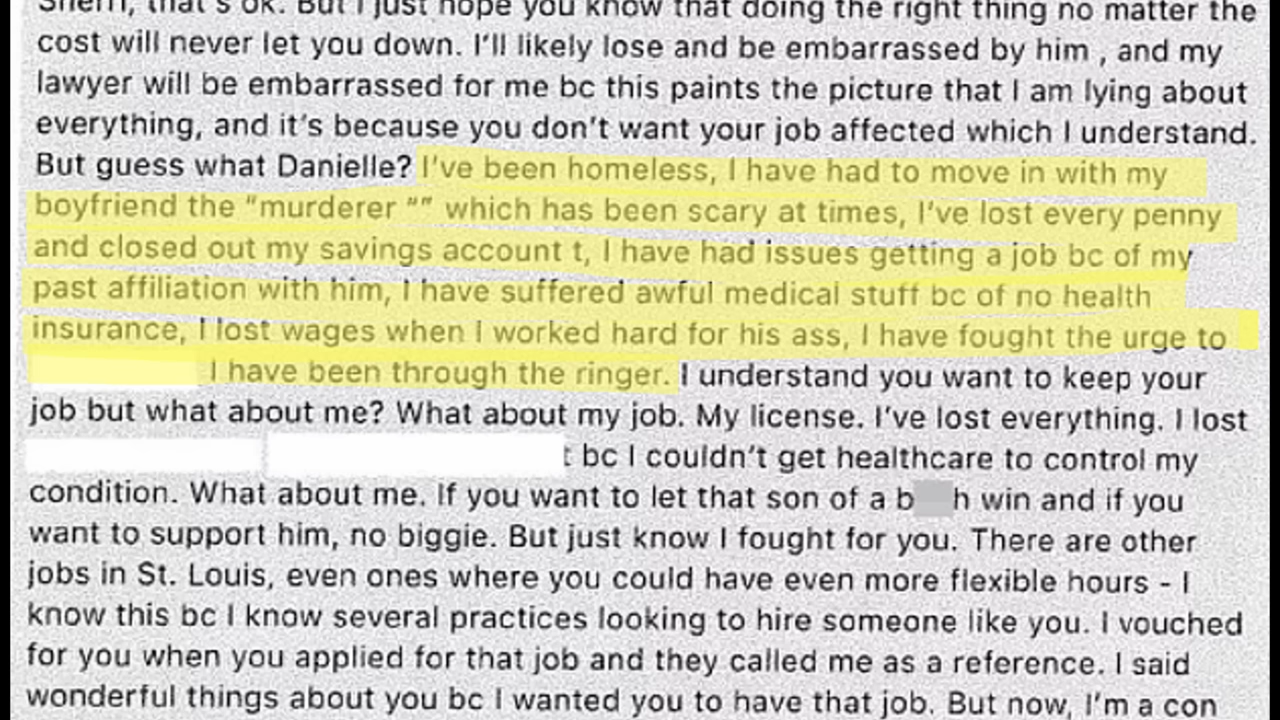 Sherri, that's ok. But I just hope you know that doing the right thing no matter the
cost will never let you down. I'll likely lose and be embarrassed by him , and my
lawyer will be embarrassed for me bc this paints the picture that I am lying about
everything, and it's because you don't want your job affected which I understand.
But guess what Danielle? I've been homeless, I have had to move in with my
boyfriend the "murderer "" which has been scary at times, I've lost every penny
and closed out my savings account t, I have had issues getting a job bc of my
past affiliation with him, I have suffered awful medical stuff bc of no health
insurance, I lost wages when I worked hard for his ass, I have fought the urge to
I have been through the ringer. I understand you want to keep your
job but what about me? What about my job. My license. I've lost everything. I lost
t bc I couldn't get healthcare to control my
condition. What about me. If you want to let that son of a b h win and if you
want to support him, no biggie. But just know I fought for you. There are other
jobs in St. Louis, even ones where you could have even more flexible hours - I
know this bc I know several practices looking to hire someone like you. I vouched
for you when you applied for that job and they called me as a reference. I said
wonderful things about you bc I wanted you to have that job. But now, I'm a con